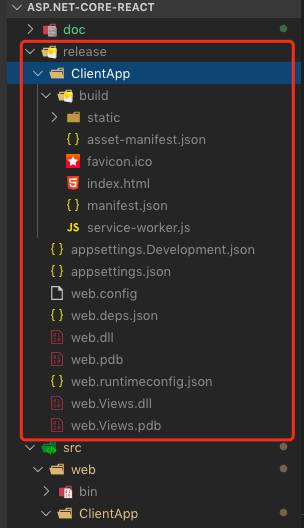 ASP.NET-CORE-REACT
doc
release
ClientApp
build
static
{ } asset-manifest.json
favicon.ico
index.html
{ } manifest.json
JS service-worker.js
{ } appsettings.Development.json
{ } appsettings.json
web.config
{ } web.deps.json
web.dll
web.pdb
{ } web.runtimeconfig.json
web.Views.dll
web.Views.pdb
src
web
bin
ClientApp